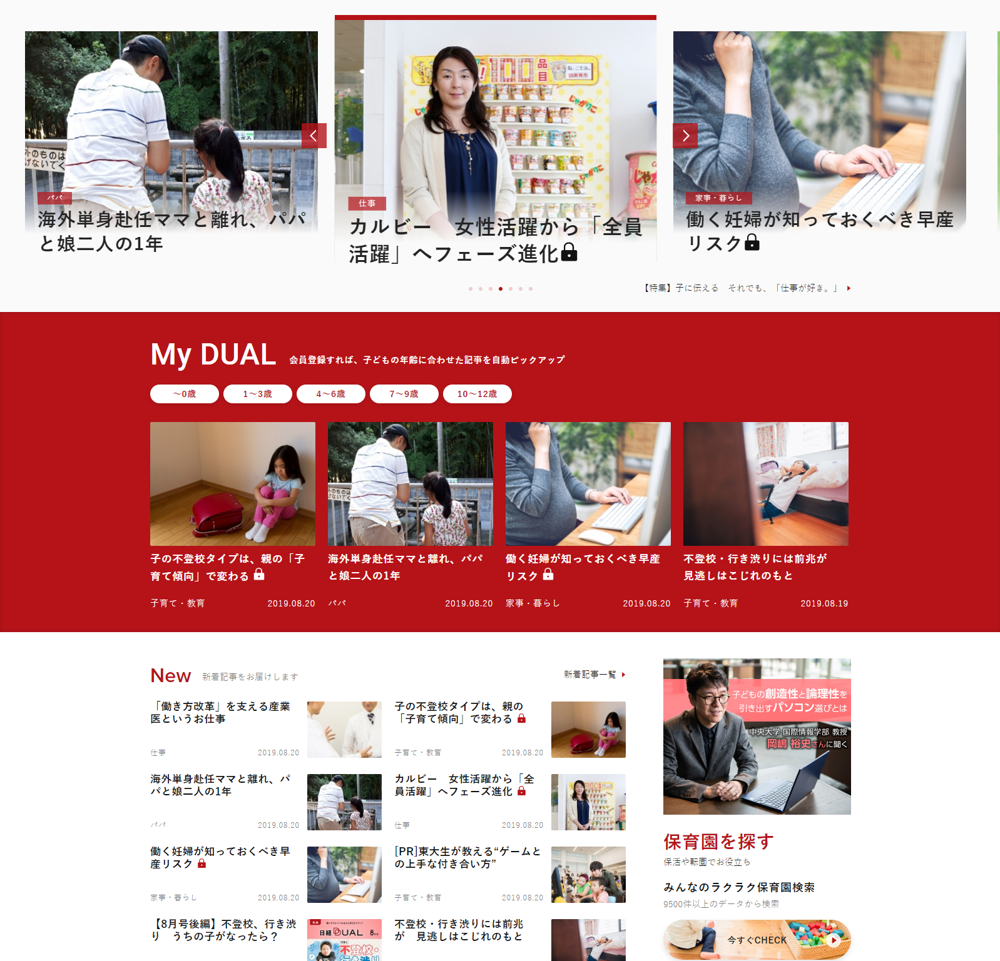 パパ
海外単身赴任ママと離れ、パパ
と娘二人の1年
仕事
カルビー　女性活躍から「全員
活躍」へフェーズ進化
家事・暮らし
働く妊婦が知っておくべき早産
リスク
【特集】子に伝える　それでも、「仕事が好き。」
My DUAL
会員登録すれば、子どもの年齢に合わせた記事を自動ピックアップ
～0歳
1～3歳
4～6歳
7～9歳
10～12歳
子の不登校タイプは、親の「子
育て傾向」で変わる
子育て・教育
2019.08.20
海外単身赴任ママと離れ、パパ
と娘二人の1年
パパ
2019.08.20
働く妊婦が知っておくべき早産
リスク
家事・暮らし
2019.08.20
不登校・行き渋りには前兆が
見逃しはこじれのもと
子育て・教育
2019.08.19
New
新着記事をお届けします
新着記事一覧
「働き方改革」を支える産業
医というお仕事
仕事
2019.08.20
子の不登校タイプは、親の
「子育て傾向」で変わる
子育て・教育
2019.08.20
海外単身赴任ママと離れ、パ
パと娘二人の1年
パパ
2019.08.20
カルビー　女性活躍から「全
員活躍」へフェーズ進化
仕事
2019.08.20
働く妊婦が知っておくべき早
産リスク
家事・暮らし
2019.08.20
[PR]東大生が教える“ゲームと
の上手な付き合い方”
子育て・教育
2019.08.20
【8月号後編】不登校、行き渋
り　うちの子がなったら？
日経DUAL 8月号
不登校・
行き渋り
不登校・行き渋りには前兆
が　見逃しはこじれのもと
子どもの創造性と論理性を
引き出すパソコン選びとは
中央大学 国際情報学部 教授
岡嶋 裕史さんに聞く
保育園を探す
保活や転園でお役立ち
みんなのラクラク保育園検索
9500件以上のデータから検索
今すぐCHECK